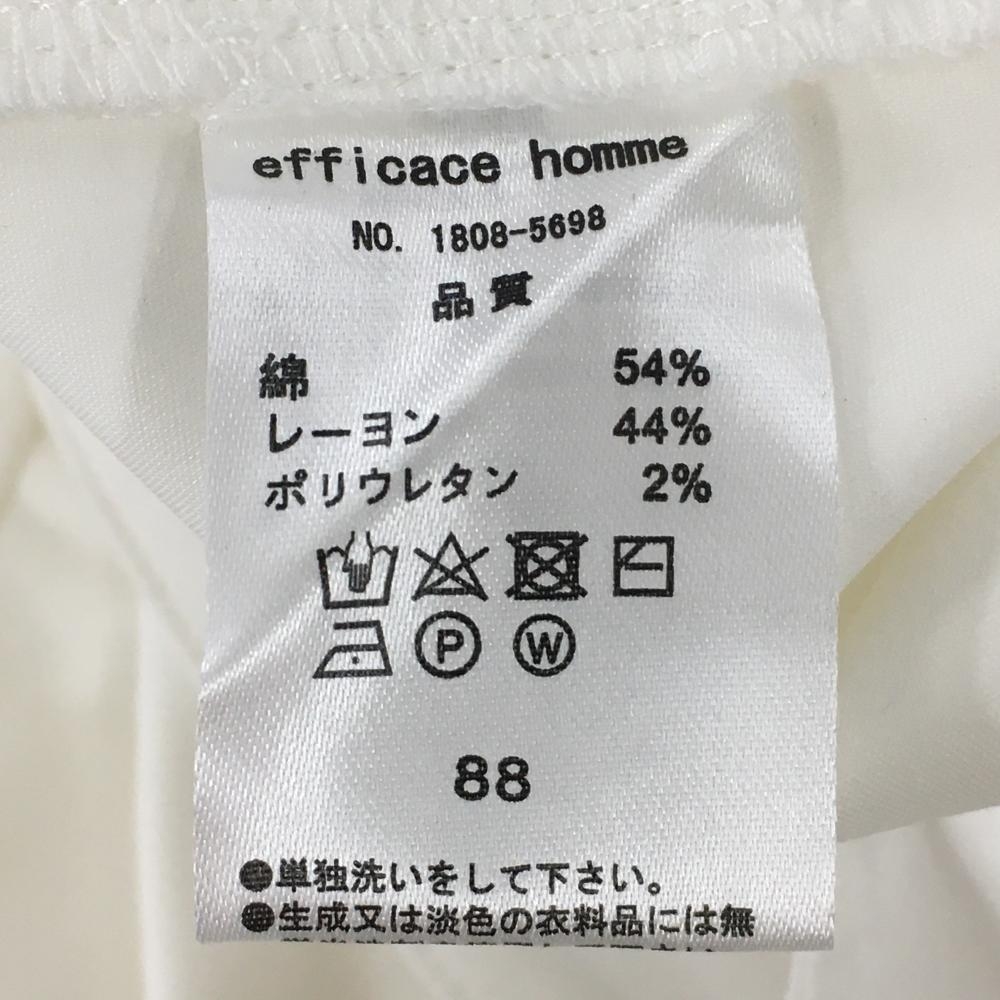 efficace homme
NO. 1808-5698
品質
綿 54%
レーヨン 44%
ポリウレタン 2%
P W
88
●単独洗いをして下さい。
●生成又は淡色の衣料品には無